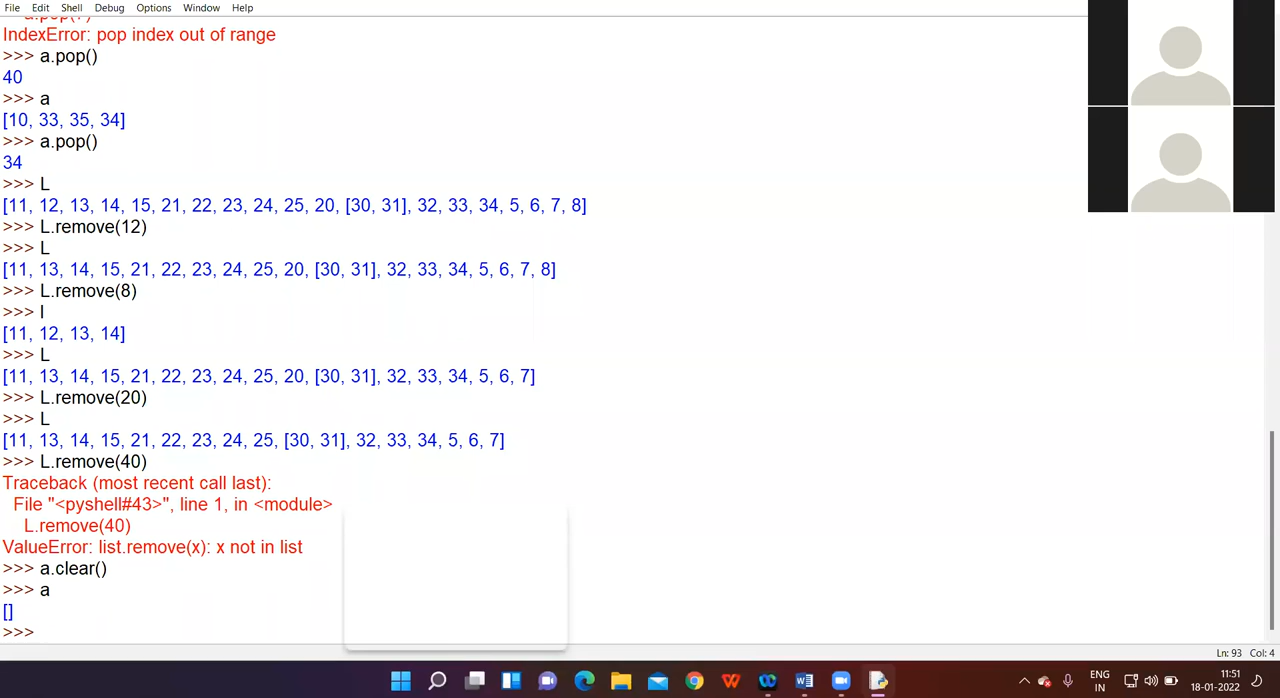 File Edit Shell Debug Options Window Help
a.pop(7)
IndexError: pop index out of range
>>> a.pop()
40
>>> a
[10, 33, 35, 34]
>>> a.pop()
34
>>> L
[11, 12, 13, 14, 15, 21, 22, 23, 24, 25, 20, [30, 31], 32, 33, 34, 5, 6, 7, 8]
>>> L.remove(12)
>>> L
[11, 13, 14, 15, 21, 22, 23, 24, 25, 20, [30, 31], 32, 33, 34, 5, 6, 7, 8]
>>> L.remove(8)
>>> l
[11, 12, 13, 14]
>>> L
[11, 13, 14, 15, 21, 22, 23, 24, 25, 20, [30, 31], 32, 33, 34, 5, 6, 7]
>>> L.remove(20)
>>> L
[11, 13, 14, 15, 21, 22, 23, 24, 25, [30, 31], 32, 33, 34, 5, 6, 7]
>>> L.remove(40)
Traceback (most recent call last):
File "<pyshell#43>", line 1, in <module>
L.remove(40)
ValueError: list.remove(x): x not in list
>>> a.clear()
>>> a
[]
>>>
Ln: 93 Col: 4
ENG
IN
11:51
18-01-2022